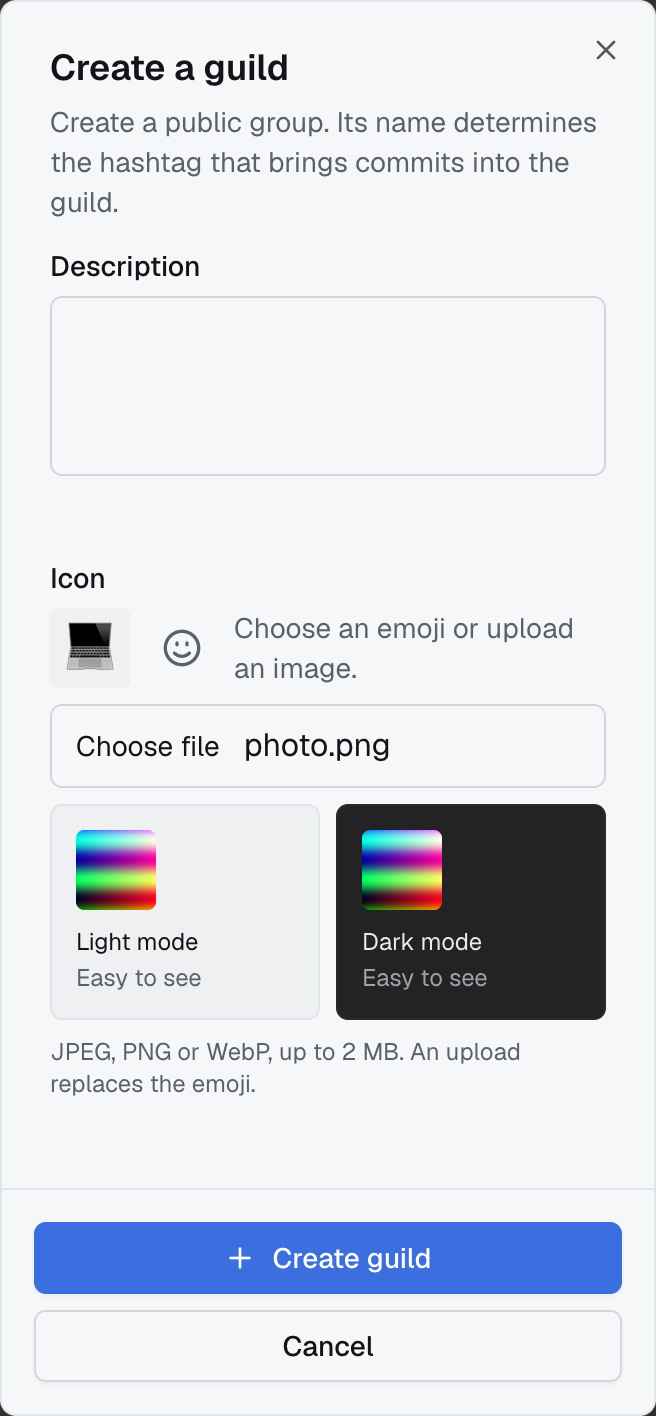 Create a guild
Create a public group. Its name determines
the hashtag that brings commits into the
guild.
Description
Icon
Choose an emoji or upload
an image.
Choose file photo.png
Light mode
Easy to see
Dark mode
Easy to see
JPEG, PNG or WebP, up to 2 MB. An upload
replaces the emoji.
Create guild
Cancel